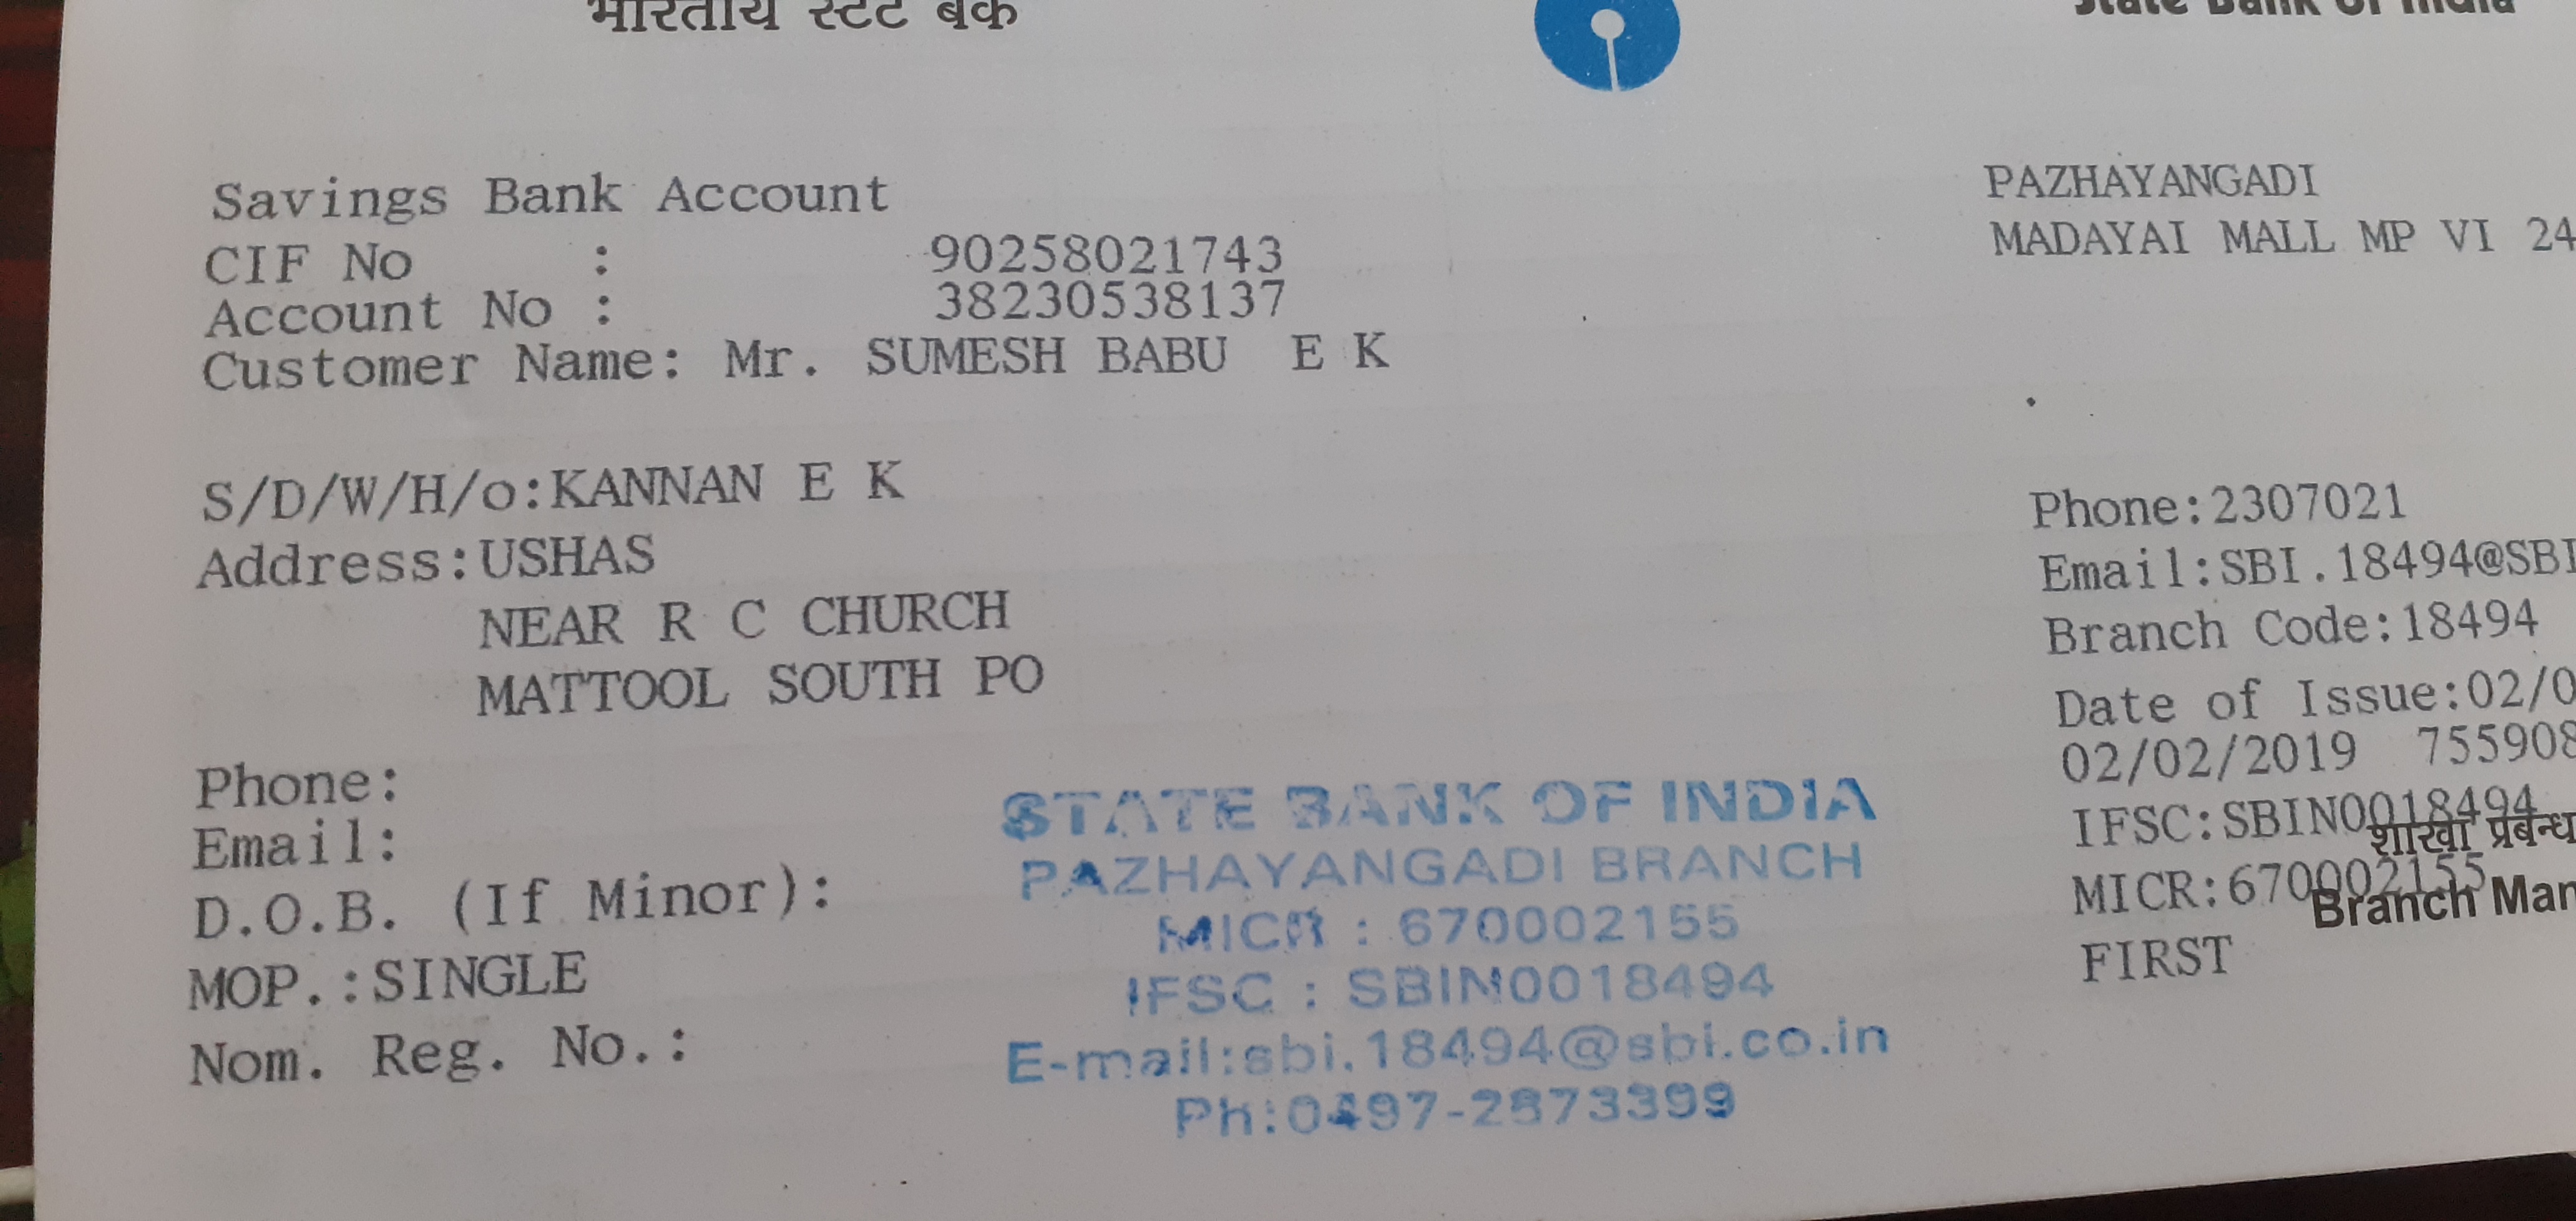 भारतीय स्टेट बैंक
State Bank of India
Savings Bank Account
CIF No : 90258021743
Account No : 38230538137
Customer Name: Mr. SUMESH BABU E K
S/D/W/H/o:KANNAN E K
Address:USHAS
NEAR R C CHURCH
MATTOOL SOUTH PO
Phone:
Email:
D.O.B. (If Minor):
MOP.:SINGLE
Nom. Reg. No.:
PAZHAYANGADI
MADAYAI MALL MP VI 24
Phone:2307021
Email:SBI.18494@SBI
Branch Code:18494
Date of Issue:02/0
02/02/2019 755908
IFSC:SBIN0018494
MICR:670002155
FIRST
शाखा प्रबन्ध
Branch Man
STATE BANK OF INDIA
PAZHAYANGADI BRANCH
MICR : 670002155
IFSC : SBIN0018494
E-mail:sbi.18494@sbi.co.in
Ph:0497-2873399